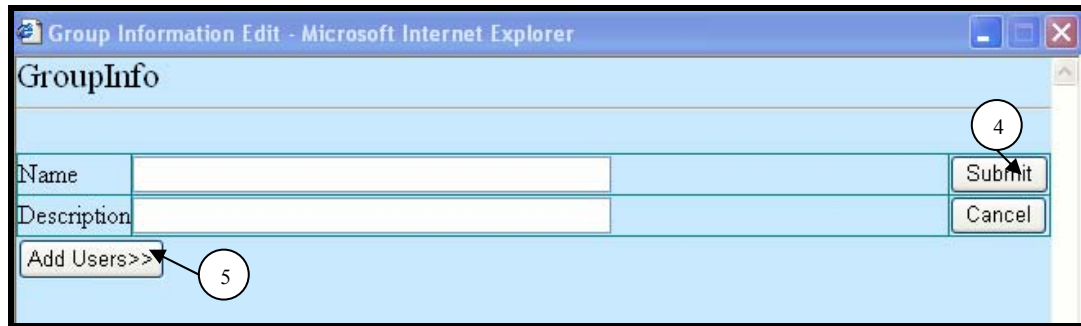 Group Information Edit - Microsoft Internet Explorer
GroupInfo
4
Name
Submit
Description
Cancel
Add Users>>
5